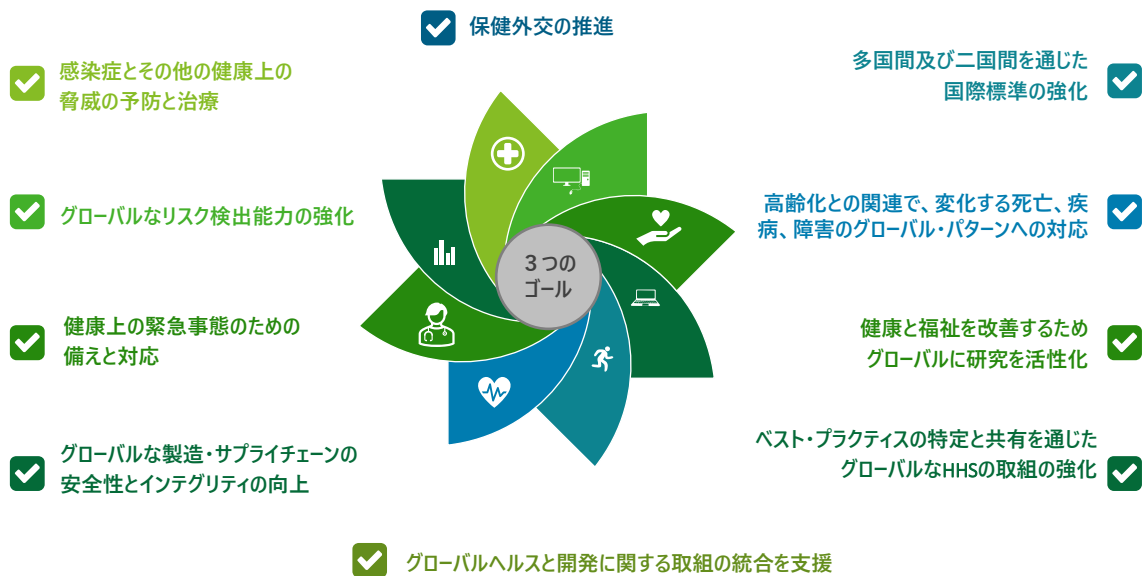 保健外交の推進
感染症とその他の健康上の
脅威の予防と治療
グローバルなリスク検出能力の強化
健康上の緊急事態のための
備えと対応
グローバルな製造・サプライチェーンの
安全性とインテグリティの向上
3つの
ゴール
多国間及び二国間を通じた
国際標準の強化
高齢化との関連で、変化する死亡、疾
病、障害のグローバル・パターンへの対応
健康と福祉を改善するため
グローバルに研究を活性化
ベスト・プラクティスの特定と共有を通じた
グローバルなHHSの取組の強化
グローバルヘルスと開発に関する取組の統合を支援